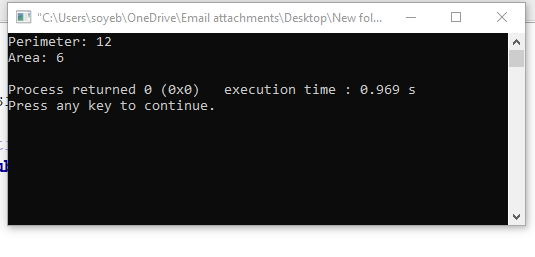 "C:\Users\soyeb\OneDrive\Email attachments\Desktop\New fol...
Perimeter: 12
Area: 6
Process returned 0 (0x0)   execution time : 0.969 s
Press any key to continue.